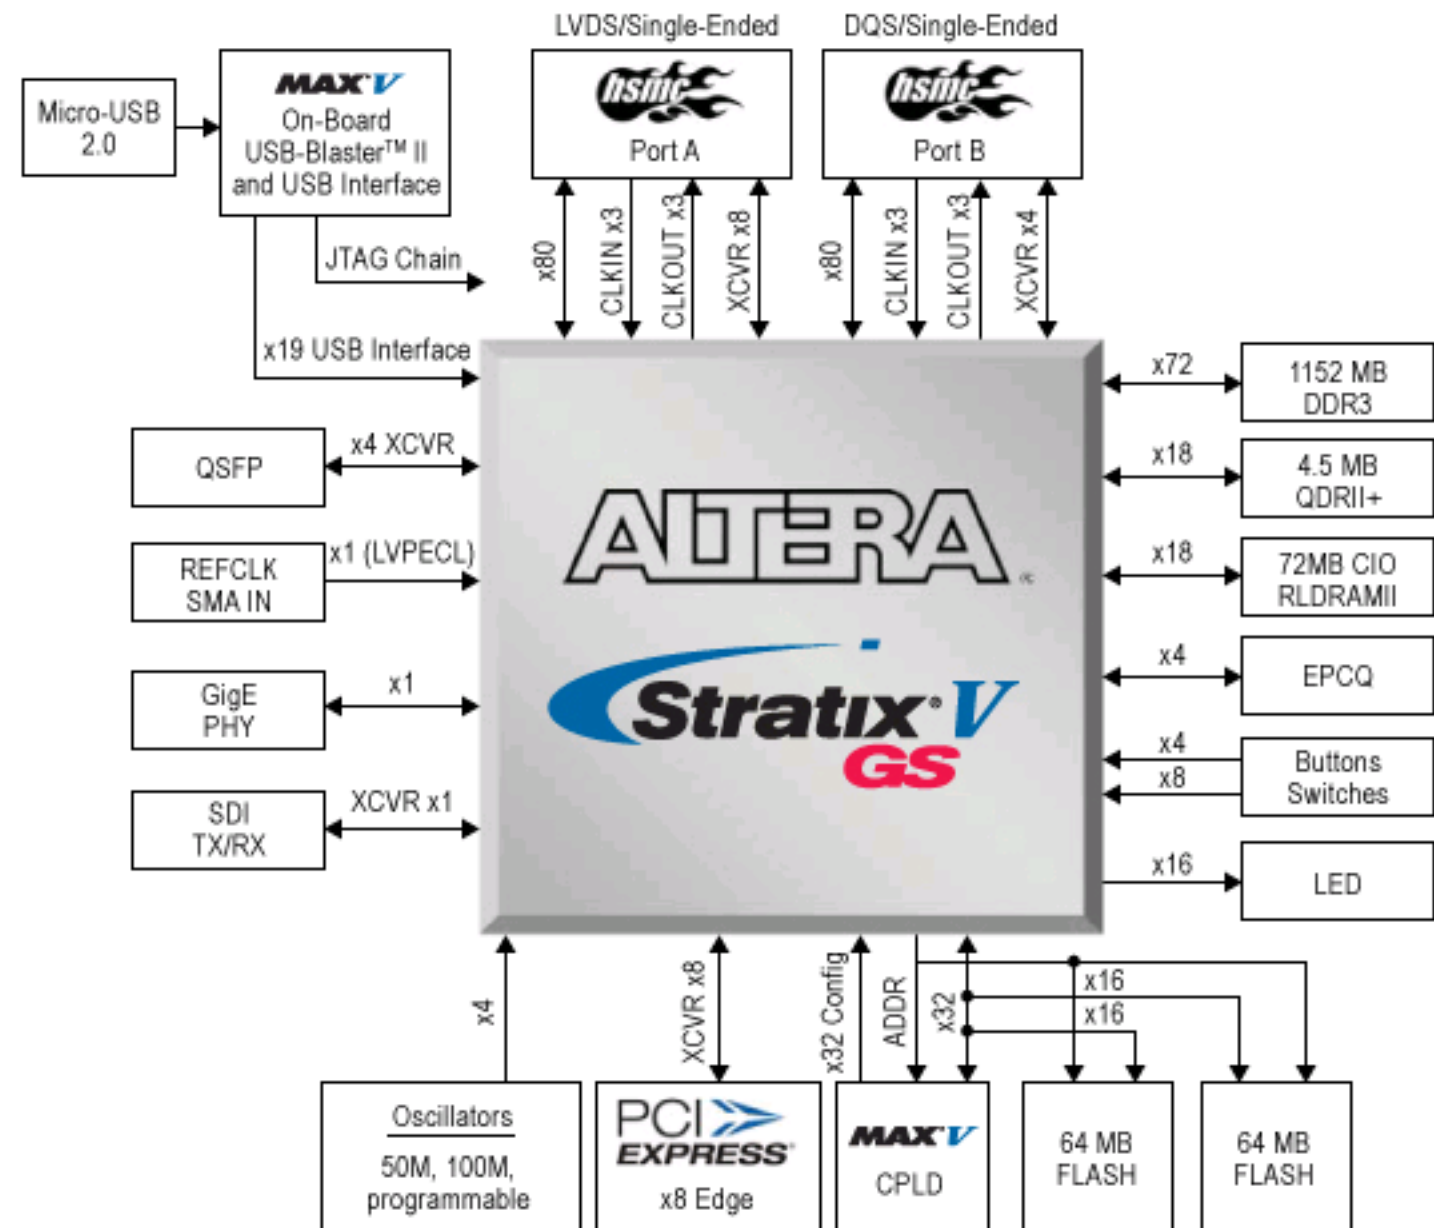 LVDS/Single-Ended
DQS/Single-Ended
Micro-USB
2.0
MAX V
On-Board
USB-Blaster™ II
and USB Interface
hsmc
Port A
hsmc
Port B
JTAG Chain
x19 USB Interface
x80
CLKIN x3
CLKOUT x3
XCVR x8
x80
CLKIN x3
CLKOUT x3
XCVR x4
QSFP
x4 XCVR
REFCLK
SMA IN
x1 (LVPECL)
GigE
PHY
x1
SDI
TX/RX
XCVR x1
ALTERA
Stratix® V
GS
x72
1152 MB
DDR3
x18
4.5 MB
QDRII+
x18
72MB CIO
RLDRAMII
x4
EPCQ
x4
x8
Buttons
Switches
x16
LED
x4
XCVR x8
x32 Config
ADDR
x32
x16
x16
Oscillators
50M, 100M,
programmable
PCI
EXPRESS®
x8 Edge
MAX V
CPLD
64 MB
FLASH
64 MB
FLASH